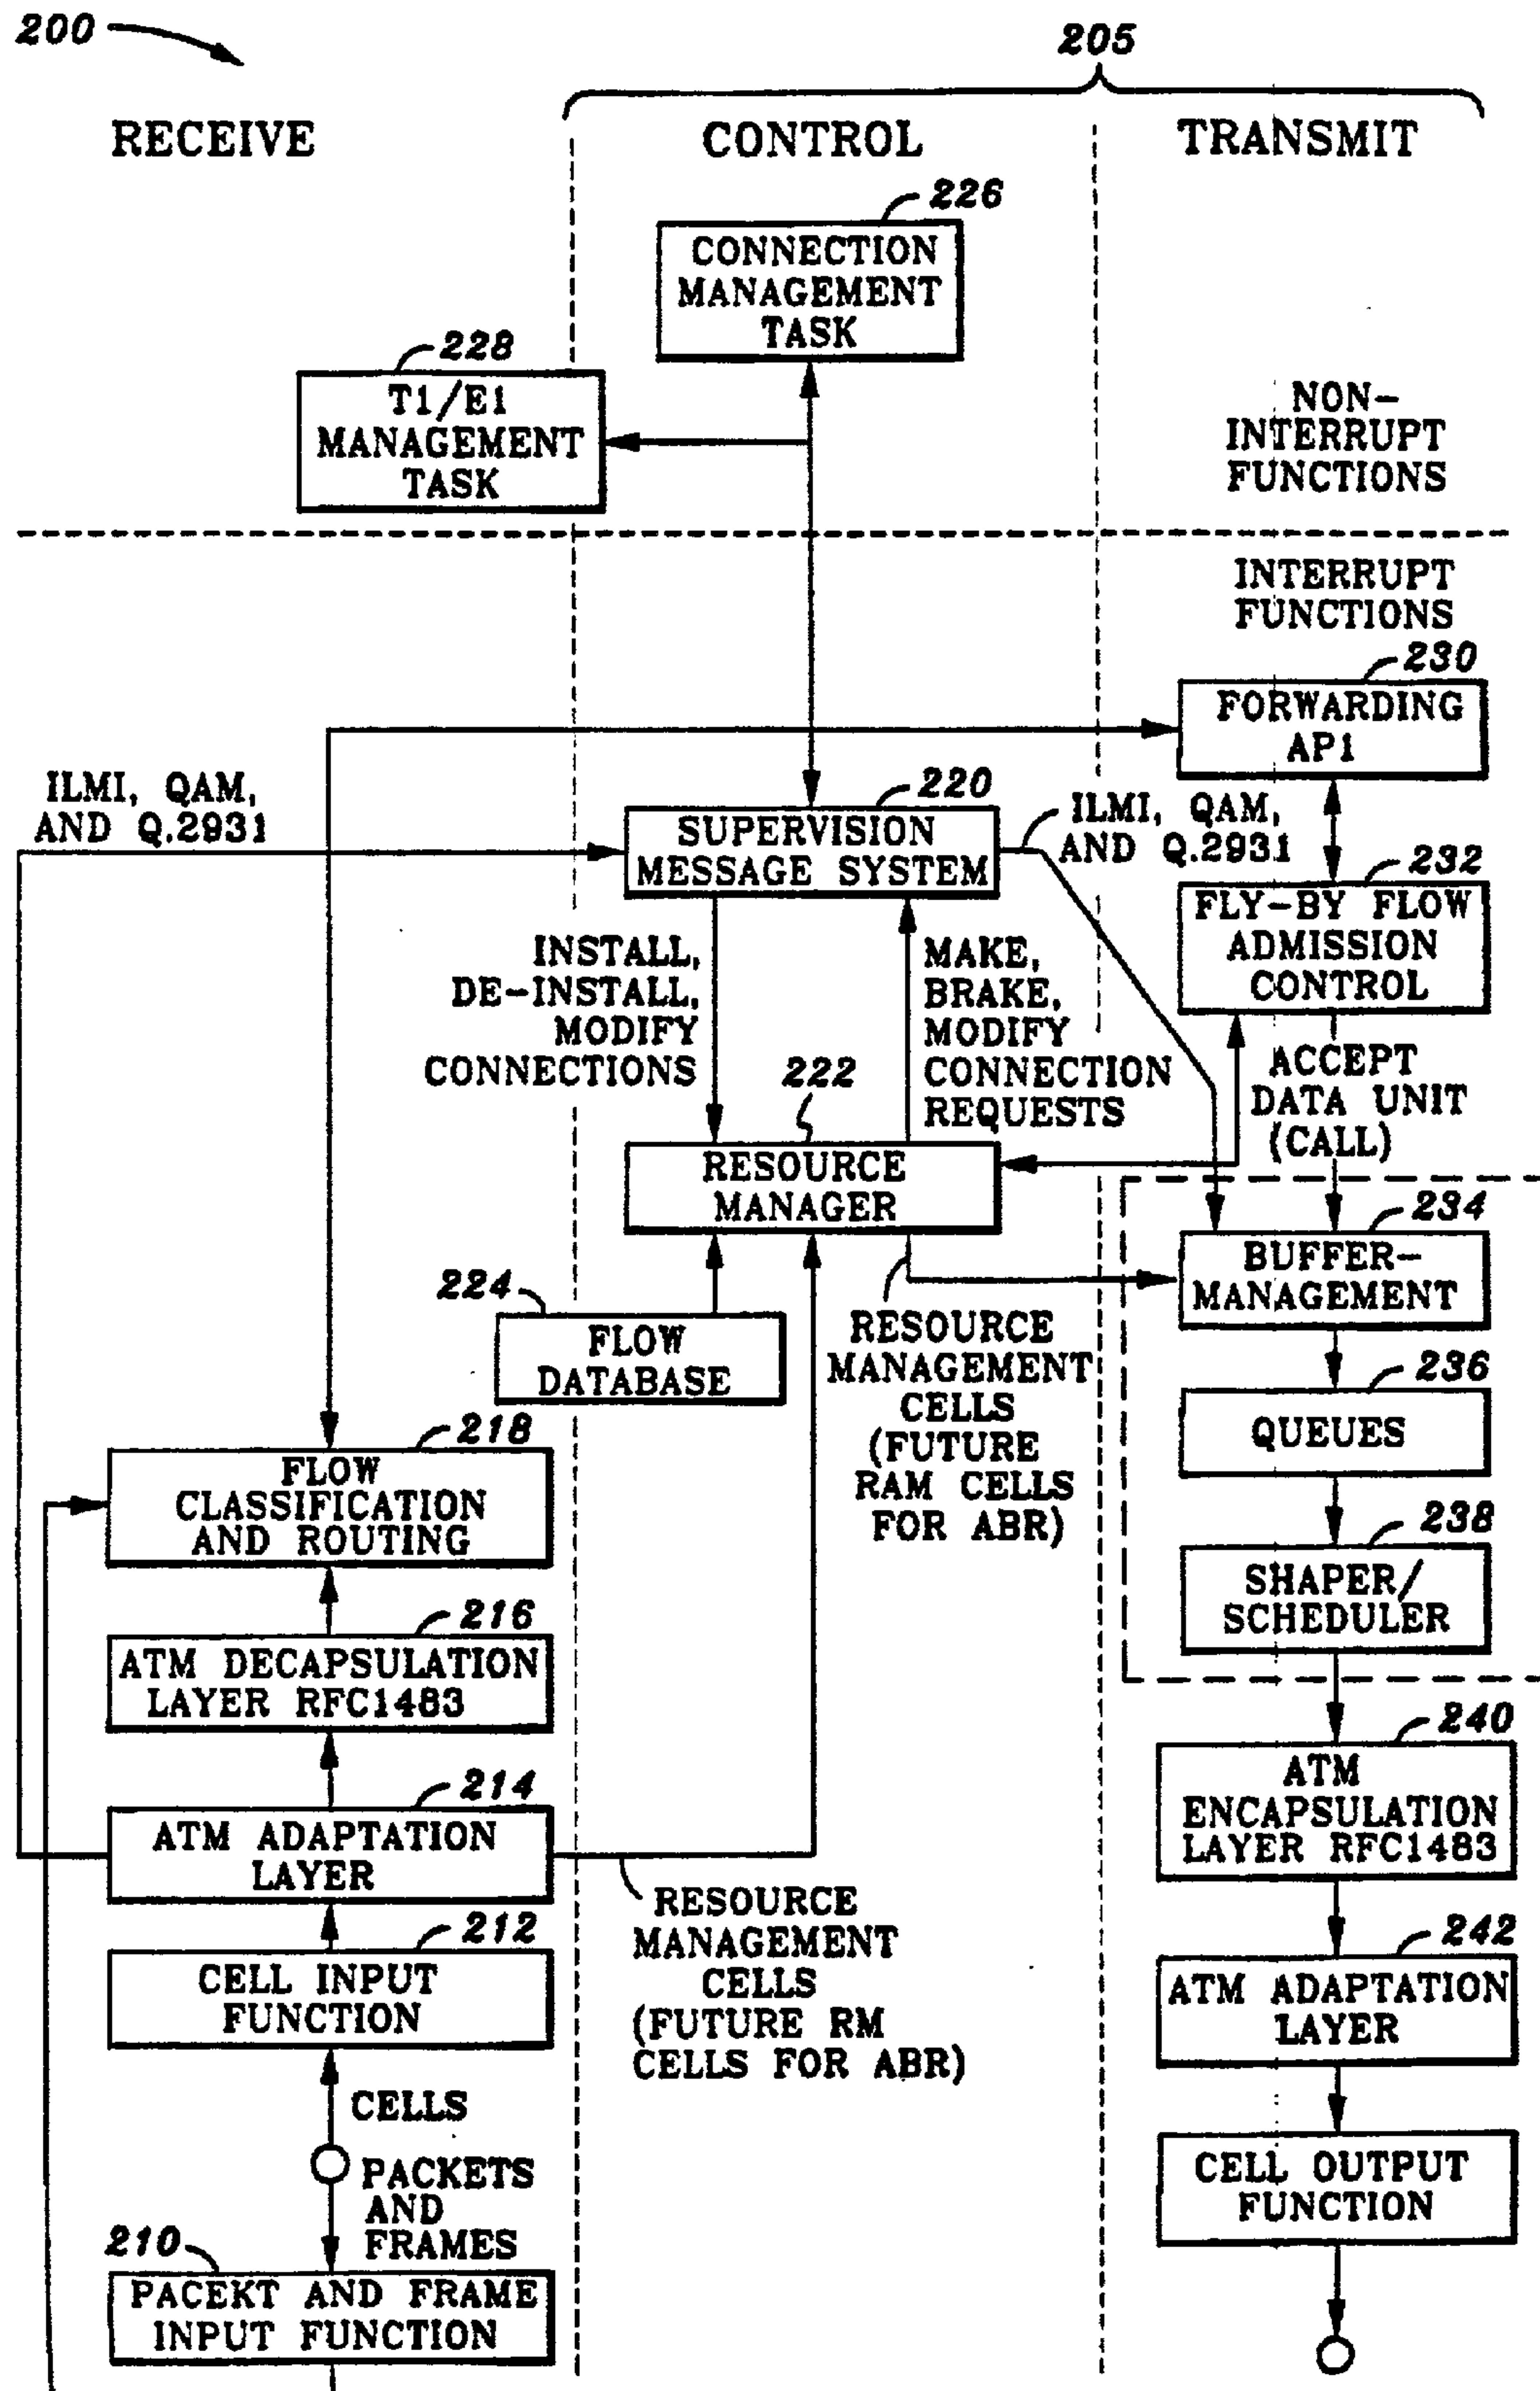 200
205
RECEIVE
CONTROL
TRANSMIT
226
CONNECTION
MANAGEMENT
TASK
228
T1/E1
MANAGEMENT
TASK
NON-
INTERRUPT
FUNCTIONS
INTERRUPT
FUNCTIONS
230
FORWARDING
AP1
ILMI, QAM,
AND Q.2931
220
SUPERVISION
MESSAGE SYSTEM
ILMI, QAM,
AND Q.2931
232
FLY-BY FLOW
ADMISSION
CONTROL
INSTALL,
DE-INSTALL,
MODIFY
CONNECTIONS
MAKE,
BRAKE,
MODIFY
CONNECTION
REQUESTS
ACCEPT
DATA UNIT
(CALL)
222
RESOURCE
MANAGER
234
BUFFER-
MANAGEMENT
224
FLOW
DATABASE
RESOURCE
MANAGEMENT
CELLS
(FUTURE
RAM CELLS
FOR ABR)
236
QUEUES
218
FLOW
CLASSIFICATION
AND ROUTING
238
SHAPER/
SCHEDULER
216
ATM DECAPSULATION
LAYER RFC1483
240
ATM
ENCAPSULATION
LAYER RFC1483
214
ATM ADAPTATION
LAYER
RESOURCE
MANAGEMENT
CELLS
(FUTURE RM
CELLS FOR ABR)
212
CELL INPUT
FUNCTION
242
ATM ADAPTATION
LAYER
CELLS
PACKETS
AND
FRAMES
CELL OUTPUT
FUNCTION
210
PACEKT AND FRAME
INPUT FUNCTION